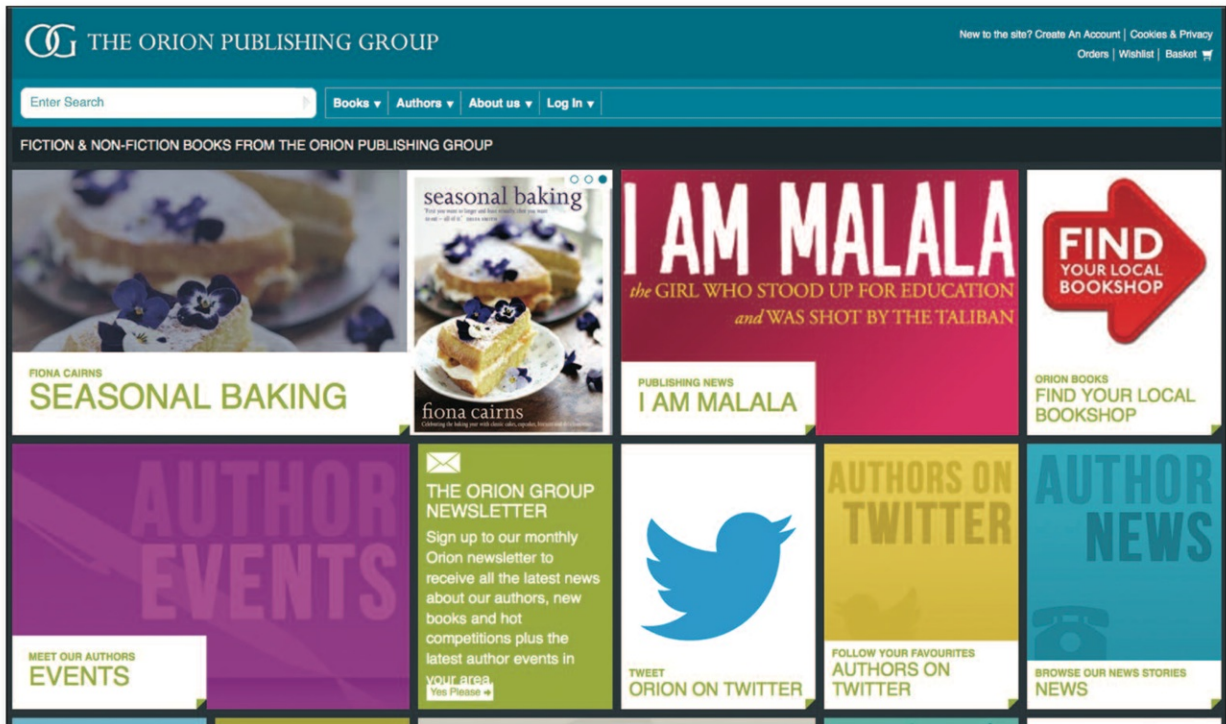 OG THE ORION PUBLISHING GROUP
New to the site? Create An Account | Cookies & Privacy
Orders | Wishlist | Basket
Enter Search
Books ▼ Authors ▼ About us ▼ Log In ▼
FICTION & NON-FICTION BOOKS FROM THE ORION PUBLISHING GROUP
FIONA CAIRNS
SEASONAL BAKING
seasonal baking
fiona cairns
I AM MALALA
the GIRL WHO STOOD UP FOR EDUCATION
and WAS SHOT BY THE TALIBAN
PUBLISHING NEWS
I AM MALALA
FIND
YOUR LOCAL
BOOKSHOP
ORION BOOKS
FIND YOUR LOCAL
BOOKSHOP
AUTHOR
EVENTS
MEET OUR AUTHORS
EVENTS
THE ORION GROUP
NEWSLETTER
Sign up to our monthly
Orion newsletter to
receive all the latest news
about our authors, new
books and hot
competitions plus the
latest author events in
your area.
Yes Please
TWEET
ORION ON TWITTER
AUTHORS ON
TWITTER
FOLLOW YOUR FAVOURITES
AUTHORS ON
TWITTER
AUTHOR
NEWS
BROWSE OUR NEWS STORIES
NEWS